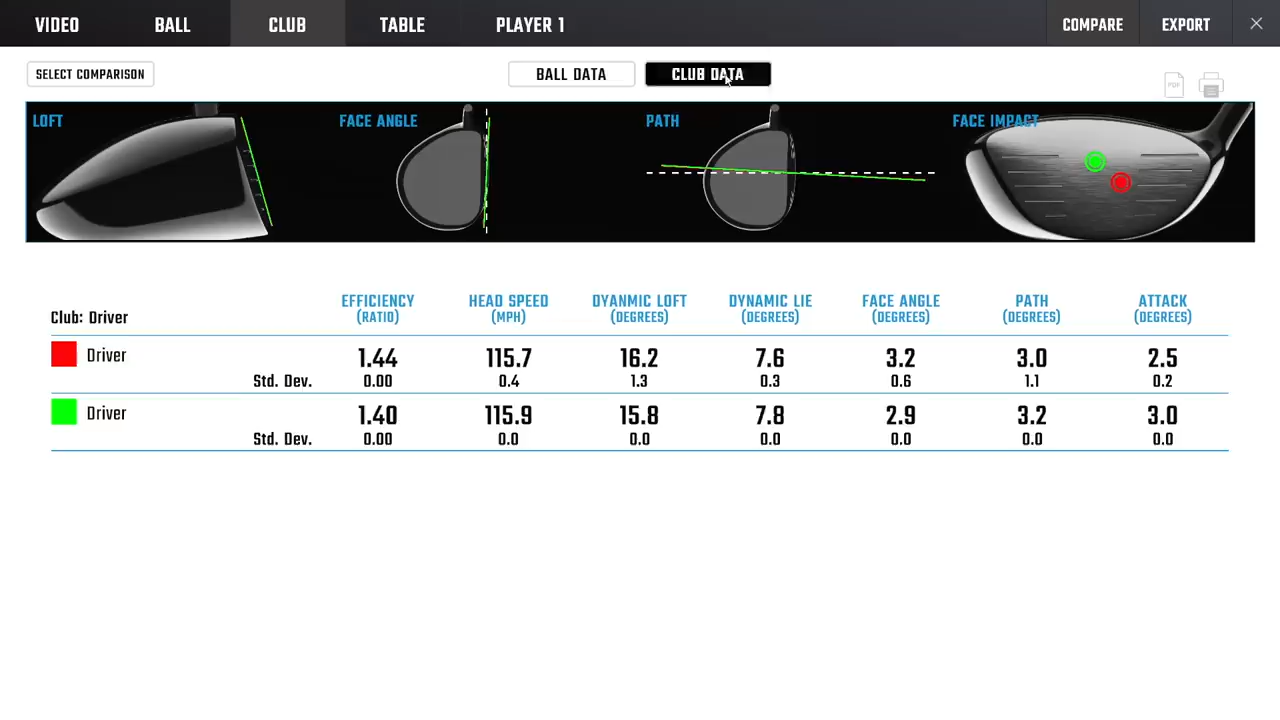 VIDEO BALL CLUB TABLE PLAYER 1 COMPARE EXPORT
SELECT COMPARISON BALL DATA CLUB DATA
PDF
LOFT FACE ANGLE PATH FACE IMPACT
EFFICIENCY HEAD SPEED DYANMIC LOFT DYNAMIC LIE FACE ANGLE PATH ATTACK
Club: Driver (RATIO) (MPH) (DEGREES) (DEGREES) (DEGREES) (DEGREES) (DEGREES)
Driver 1.44 115.7 16.2 7.6 3.2 3.0 2.5
Std. Dev. 0.00 0.4 1.3 0.3 0.6 1.1 0.2
Driver 1.40 115.9 15.8 7.8 2.9 3.2 3.0
Std. Dev. 0.00 0.0 0.0 0.0 0.0 0.0 0.0